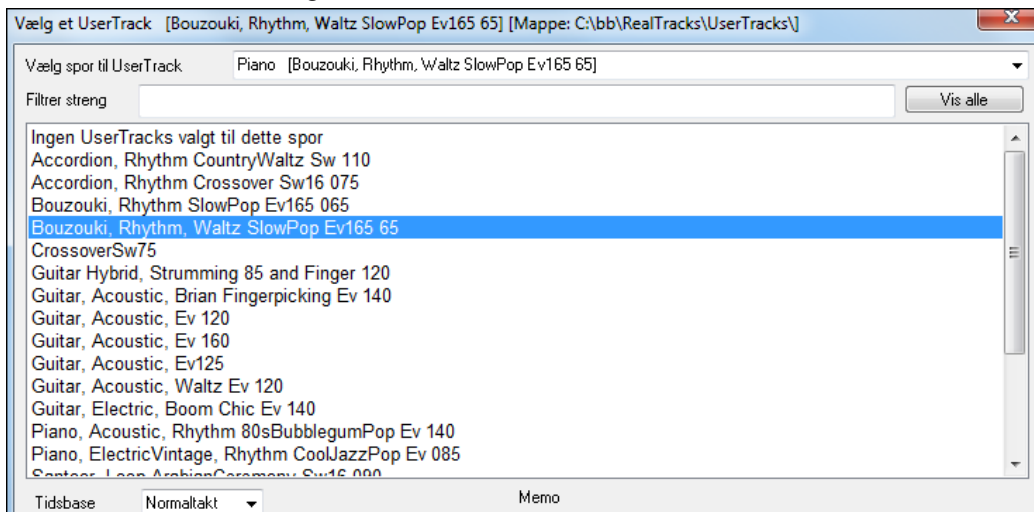 Vælg et UserTrack [Bouzouki, Rhythm, Waltz SlowPop Ev165 65] [Mappe: C:\bb\RealTracks\UserTracks\]
Vælg spor til UserTrack Piano [Bouzouki, Rhythm, Waltz SlowPop Ev165 65]
Filtrer streng Vis alle
Ingen UserTracks valgt til dette spor
Accordion, Rhythm CountryWaltz Sw 110
Accordion, Rhythm Crossover Sw16 075
Bouzouki, Rhythm SlowPop Ev165 065
Bouzouki, Rhythm, Waltz SlowPop Ev165 65
CrossoverSw75
Guitar Hybrid, Strumming 85 and Finger 120
Guitar, Acoustic, Brian Fingerpicking Ev 140
Guitar, Acoustic, Ev 120
Guitar, Acoustic, Ev 160
Guitar, Acoustic, Ev125
Guitar, Acoustic, Waltz Ev 120
Guitar, Electric, Boom Chic Ev 140
Piano, Acoustic, Rhythm 80sBubblegumPop Ev 140
Piano, ElectricVintage, Rhythm CoolJazzPop Ev 085
Santoor, Loop ArabianCeremony Sw16 090
Tidsbase Normaltakt Memo